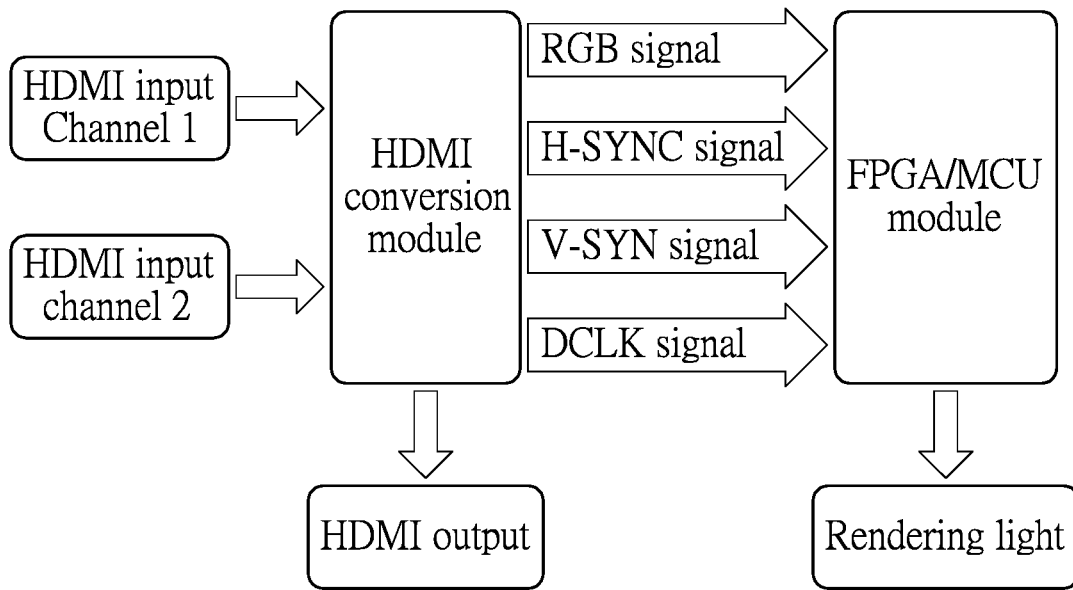 HDMI input
Channel 1
HDMI input
channel 2
HDMI
conversion
module
RGB signal
H-SYNC signal
V-SYN signal
DCLK signal
FPGA/MCU
module
HDMI output
Rendering light